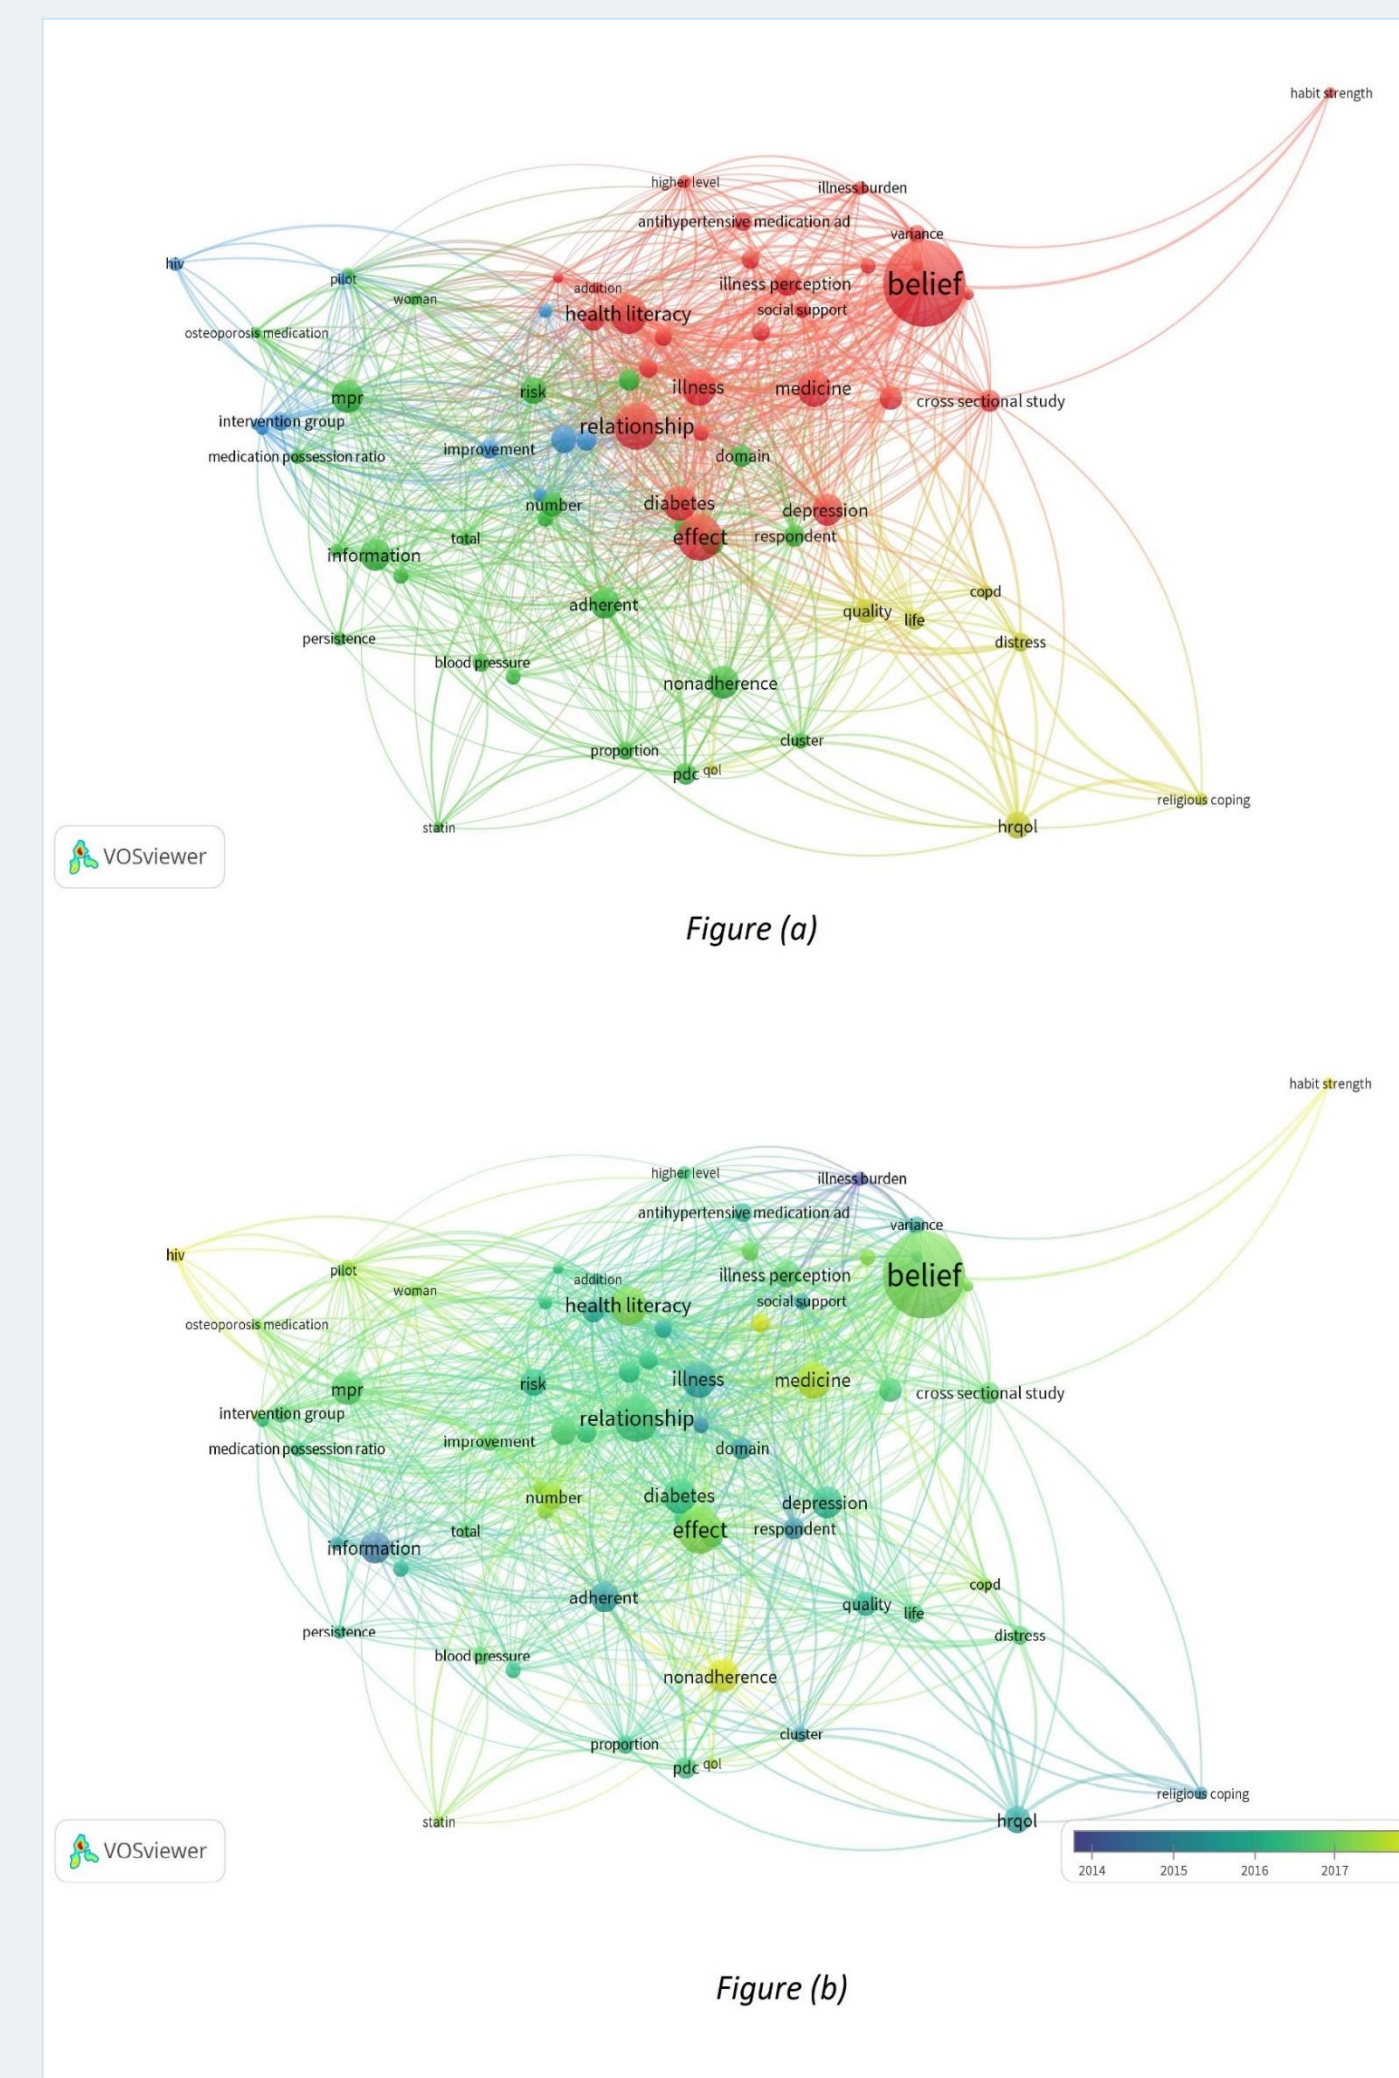 habit strength
higher level
illness burden
antihypertensive medication ad
variance
hiv
pilot
woman
addition
illness perception
belief
health literacy
social support
osteoporosis medication
mpr
risk
illness
medicine
cross sectional study
intervention group
relationship
improvement
medication possession ratio
domain
number
diabetes
depression
total
effect
respondent
information
copd
adherent
quality
life
persistence
distress
blood pressure
nonadherence
proportion
cluster
pdc
qol
statin
hrqol
religious coping
VOSviewer
Figure (a)
habit strength
higher level
illness burden
antihypertensive medication ad
variance
hiv
pilot
woman
addition
illness perception
belief
health literacy
social support
osteoporosis medication
mpr
risk
illness
medicine
cross sectional study
intervention group
relationship
improvement
medication possession ratio
domain
number
diabetes
depression
total
effect
respondent
information
copd
adherent
quality
life
persistence
distress
blood pressure
nonadherence
proportion
cluster
pdc
qol
statin
hrqol
religious coping
VOSviewer
2014 2015 2016 2017
Figure (b)